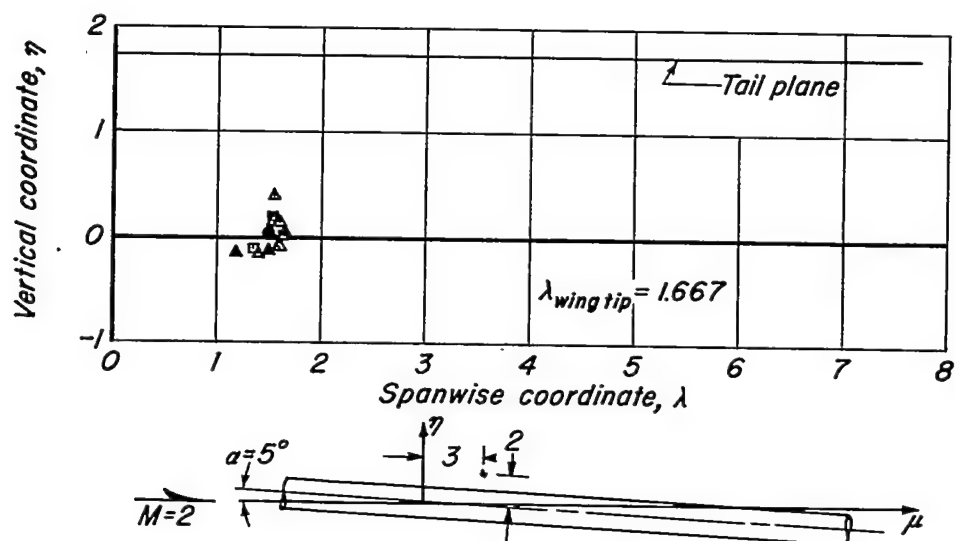 2
1
0
-1
Vertical coordinate, η
Tail plane
λ wing tip = 1.667
0 1 2 3 4 5 6 7 8
Spanwise coordinate, λ
η
2
3
a=5°
M=2
μ